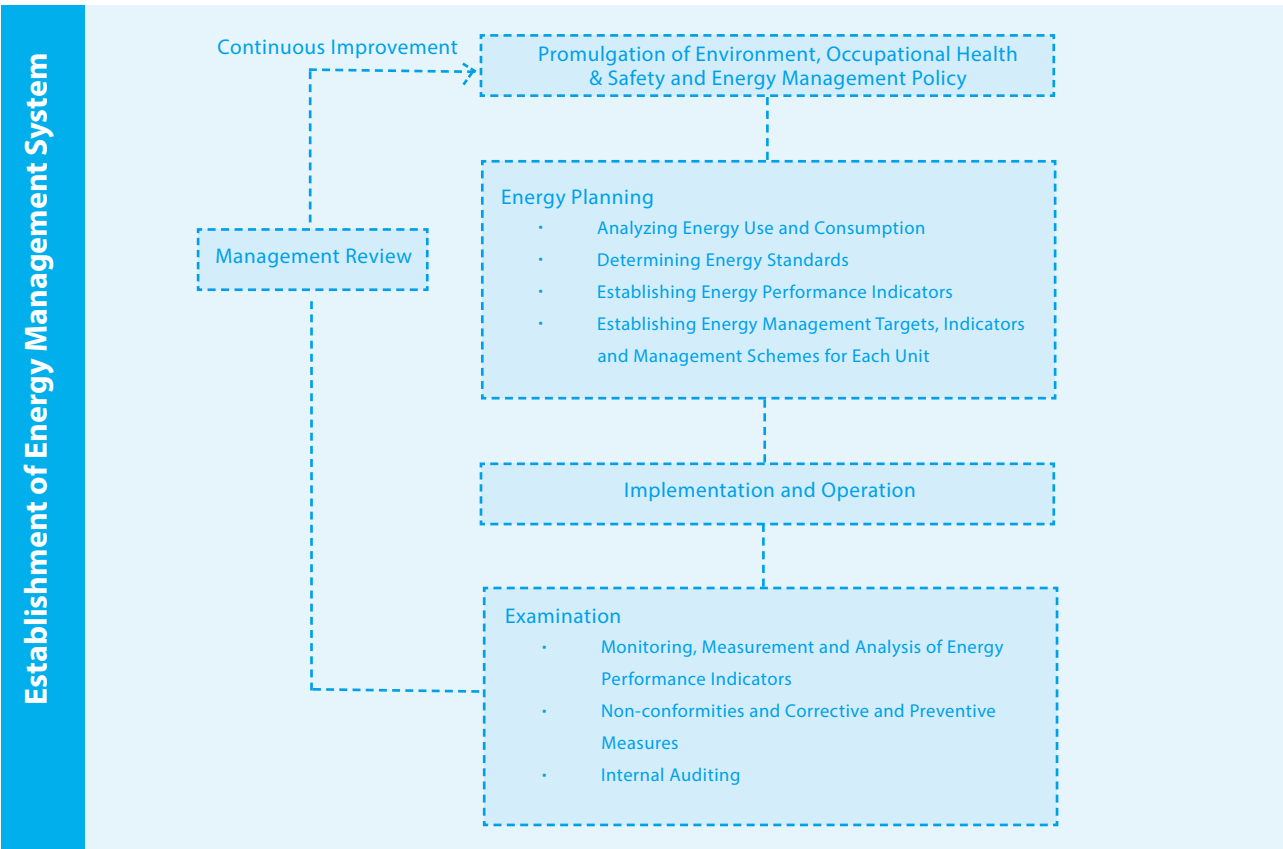 Establishment of Energy Management System
Continuous Improvement
Promulgation of Environment, Occupational Health
& Safety and Energy Management Policy
Energy Planning
· Analyzing Energy Use and Consumption
· Determining Energy Standards
· Establishing Energy Performance Indicators
· Establishing Energy Management Targets, Indicators
and Management Schemes for Each Unit
Management Review
Implementation and Operation
Examination
· Monitoring, Measurement and Analysis of Energy
Performance Indicators
· Non-conformities and Corrective and Preventive
Measures
· Internal Auditing